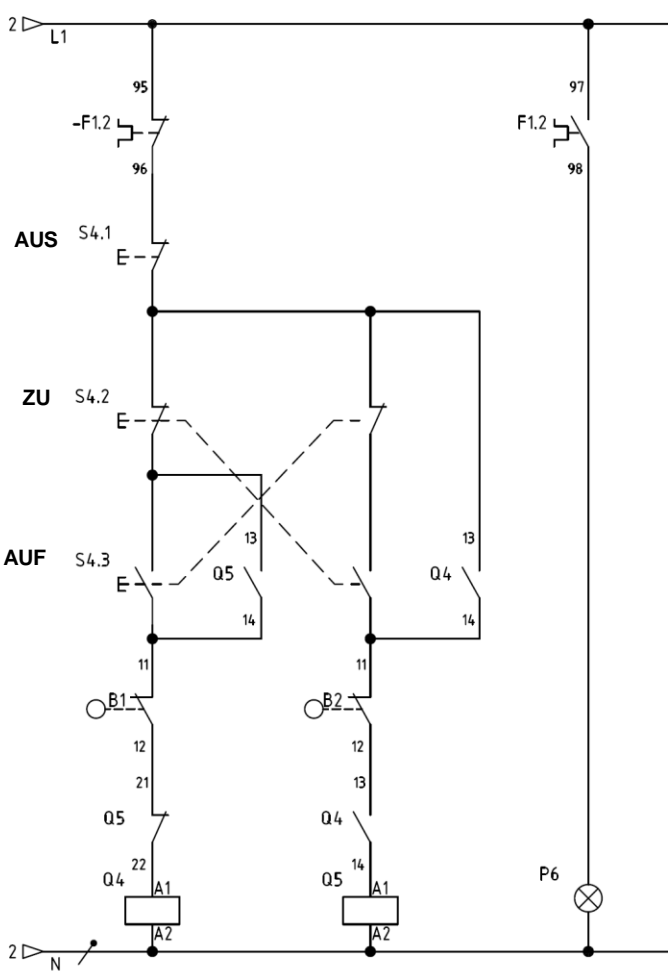 2 L1
95 97
-F1.2 F1.2
96 98
AUS S4.1
ZU S4.2
13 13
AUF S4.3 Q5 Q4
14 14
11 11
B1 B2
12 12
21 13
Q5 Q4
22 14
Q4 A1 Q5 A1 P6
A2 A2
2 N